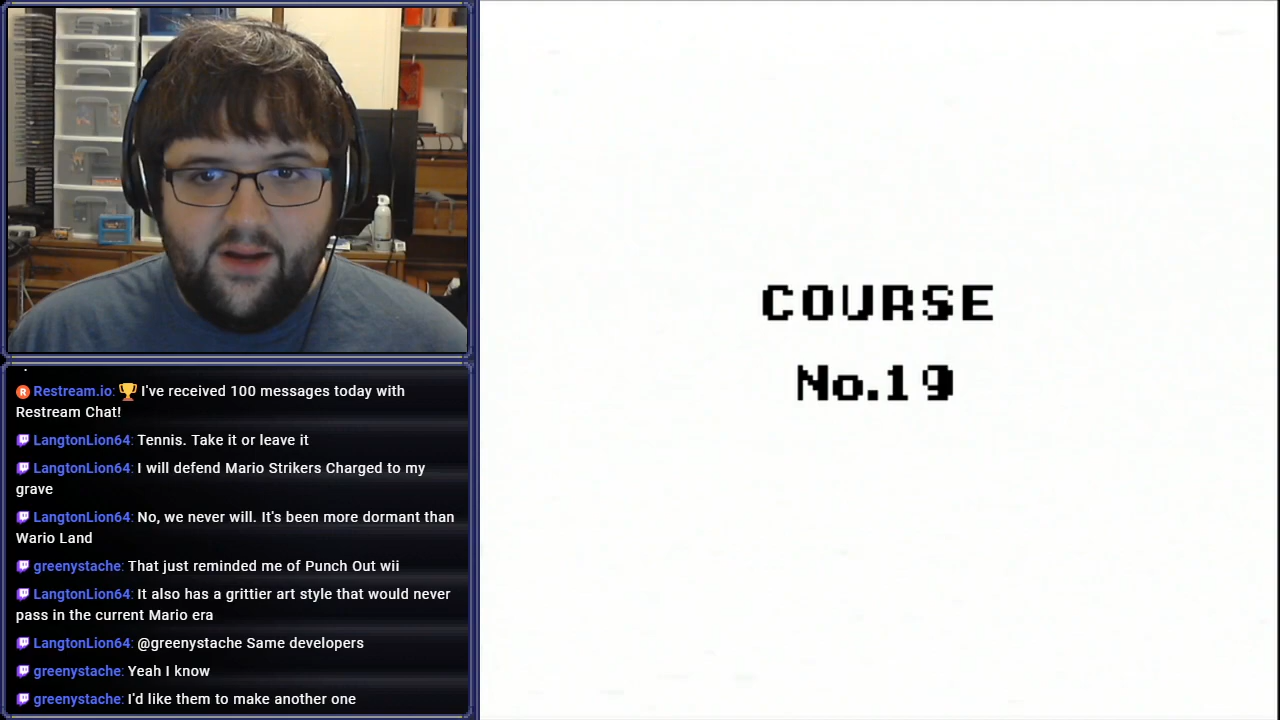 Restream.io: 🏆 I've received 100 messages today with
Restream Chat!
LangtonLion64: Tennis. Take it or leave it
LangtonLion64: I will defend Mario Strikers Charged to my
grave
LangtonLion64: No, we never will. It's been more dormant than
Wario Land
greenystache: That just reminded me of Punch Out wii
LangtonLion64: It also has a grittier art style that would never
pass in the current Mario era
LangtonLion64: @greenystache Same developers
greenystache: Yeah I know
greenystache: I'd like them to make another one
COURSE
No.19